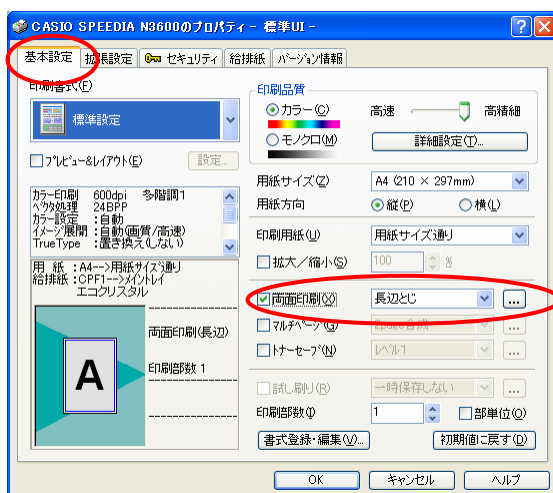 CASIO SPEEDIA N3600のプロパティ - 標準UI -
基本設定 拡張設定 セキュリティ 給排紙 バージョン情報
印刷書式(F)
標準設定
プレビュー&レイアウト(E) 設定...
カラー印刷 600dpi 多階調1
ベクタ処理 24BPP
カラー設定 :自動
イメージ展開 :自動(画質/高速)
TrueType :置き換え(しない)
用 紙 :A4-->用紙サイズ通り
給排紙 :CPF1-->メイントレイ
エコクリスタル
両面印刷(長辺)
印刷部数 1
A
印刷品質
カラー(C) 高速 高精細
モノクロ(M) 詳細設定(T)...
用紙サイズ(Z) A4 (210 × 297mm)
用紙方向 縦(P) 横(L)
印刷用紙(U) 用紙サイズ通り
拡大/縮小(S) 100 %
両面印刷(X) 長辺とじ ...
マルチページ(G) 2page合成 ...
トナーセーブ(N) レベル1 ...
試し刷り(R) 一時保存しない ...
印刷部数(I) 1 部単位(O)
書式登録・編集(V)... 初期値に戻す(D)
OK キャンセル ヘルプ